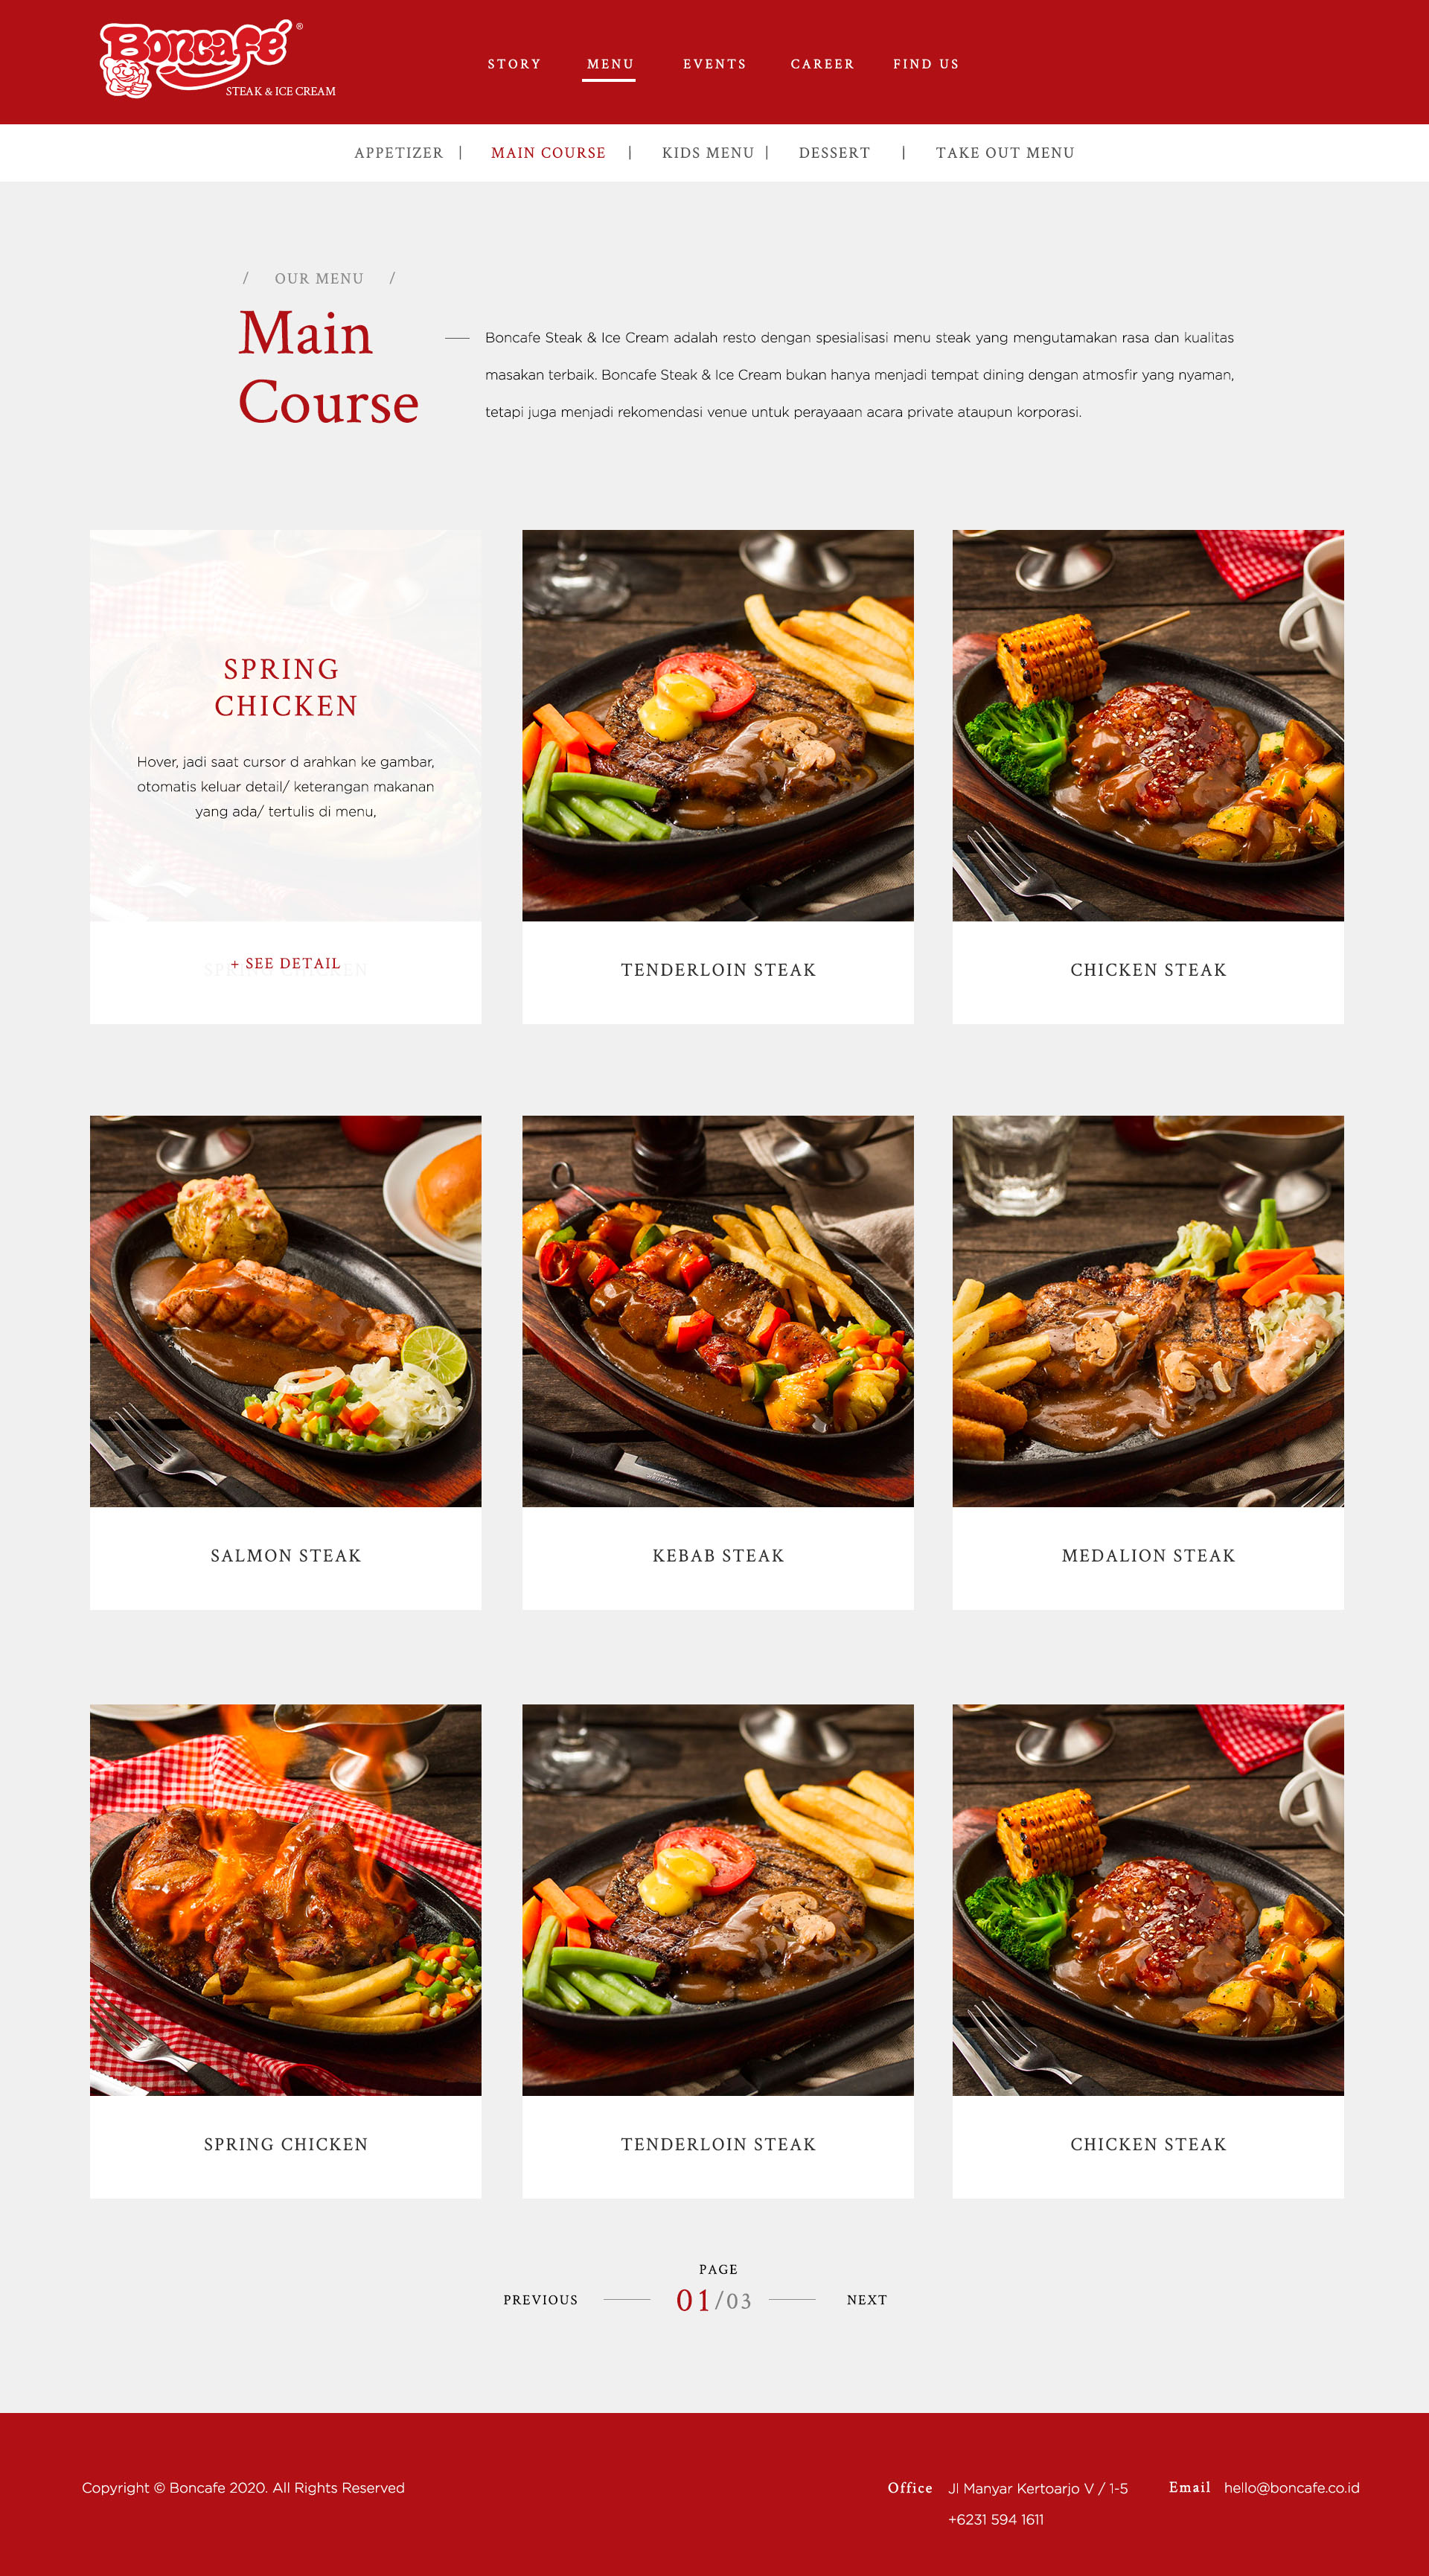 Boncafé ®
STEAK & ICE CREAM
STORY MENU EVENTS CAREER FIND US
APPETIZER | MAIN COURSE | KIDS MENU | DESSERT | TAKE OUT MENU
/ OUR MENU /
Main
Course
Boncafe Steak & Ice Cream adalah resto dengan spesialisasi menu steak yang mengutamakan rasa dan kualitas
masakan terbaik. Boncafe Steak & Ice Cream bukan hanya menjadi tempat dining dengan atmosfir yang nyaman,
tetapi juga menjadi rekomendasi venue untuk perayaaan acara private ataupun korporasi.
SPRING
CHICKEN
Hover, jadi saat cursor d arahkan ke gambar,
otomatis keluar detail/ keterangan makanan
yang ada/ tertulis di menu,
+ SEE DETAIL
SPRING CHICKEN
TENDERLOIN STEAK
CHICKEN STEAK
SALMON STEAK
KEBAB STEAK
MEDALION STEAK
SPRING CHICKEN
TENDERLOIN STEAK
CHICKEN STEAK
PAGE
PREVIOUS 01/03 NEXT
Copyright © Boncafe 2020. All Rights Reserved
Office Jl Manyar Kertoarjo V / 1-5
+6231 594 1611
Email hello@boncafe.co.id